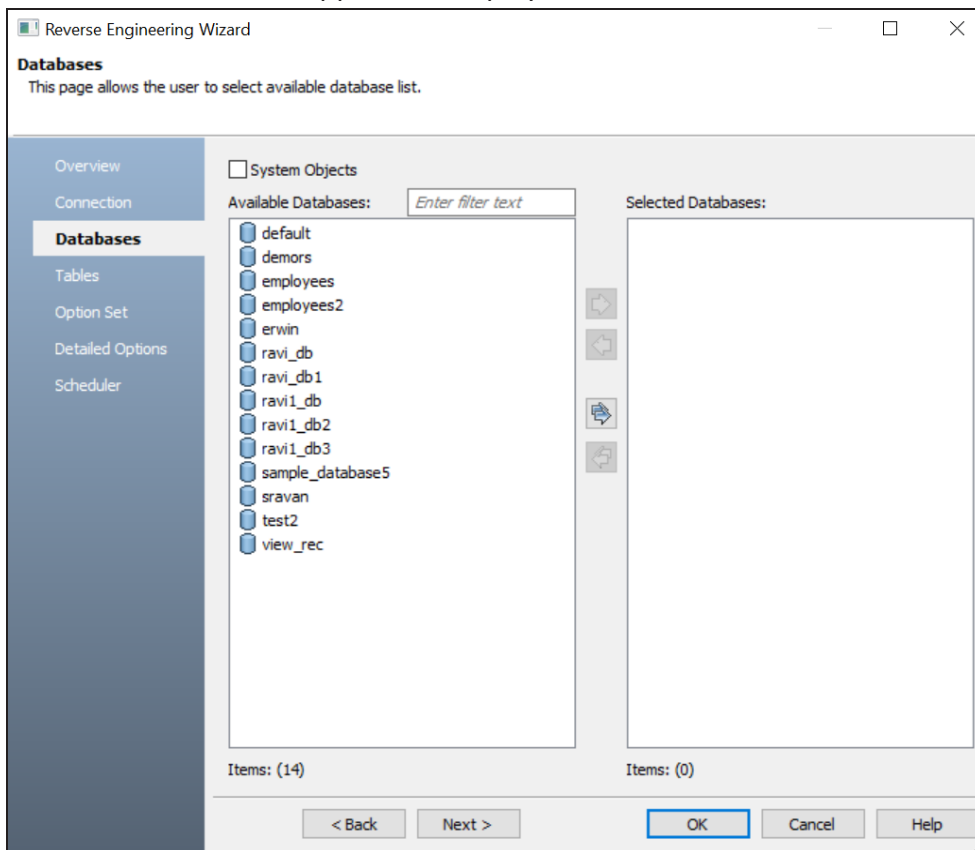 Reverse Engineering Wizard
Databases
This page allows the user to select available database list.
Overview
Connection
Databases
Tables
Option Set
Detailed Options
Scheduler
System Objects
Available Databases: Enter filter text Selected Databases:
default
demors
employees
employees2
erwin
ravi_db
ravi_db1
ravi1_db
ravi1_db2
ravi1_db3
sample_database5
sravan
test2
view_rec
Items: (14) Items: (0)
< Back Next > OK Cancel Help